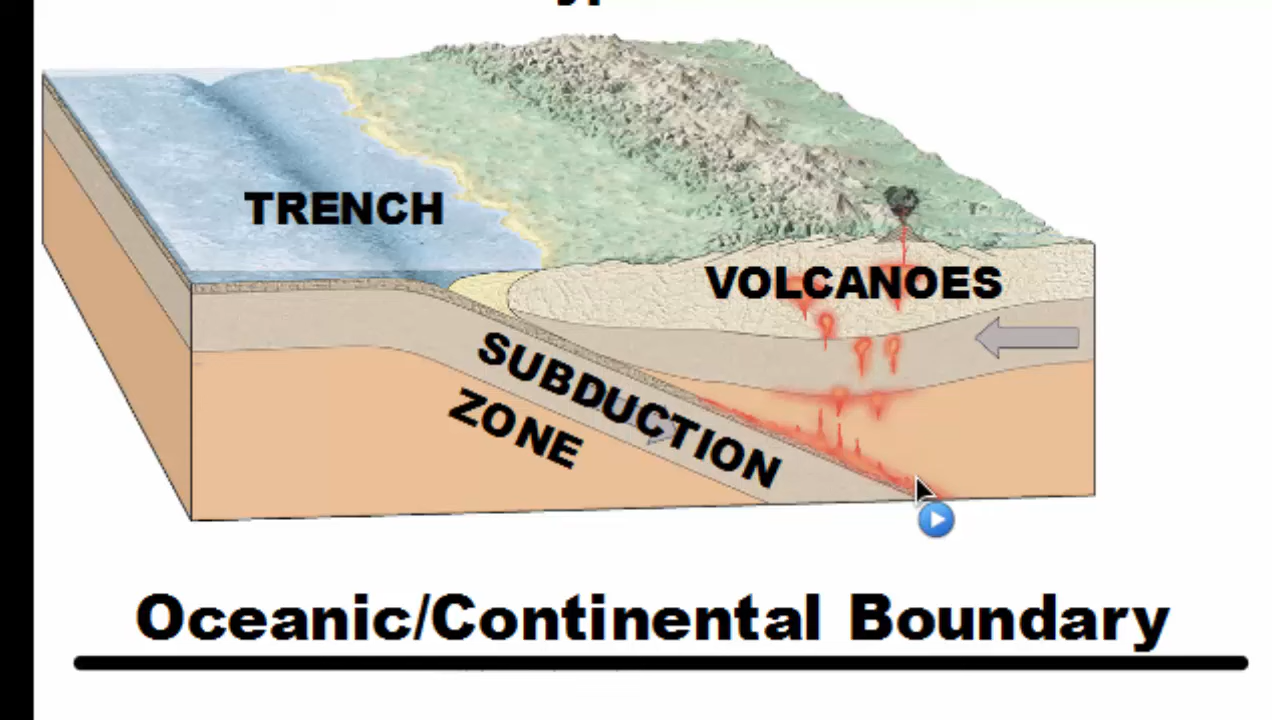 TRENCH
VOLCANOES
SUBDUCTION
ZONE
Oceanic/Continental Boundary